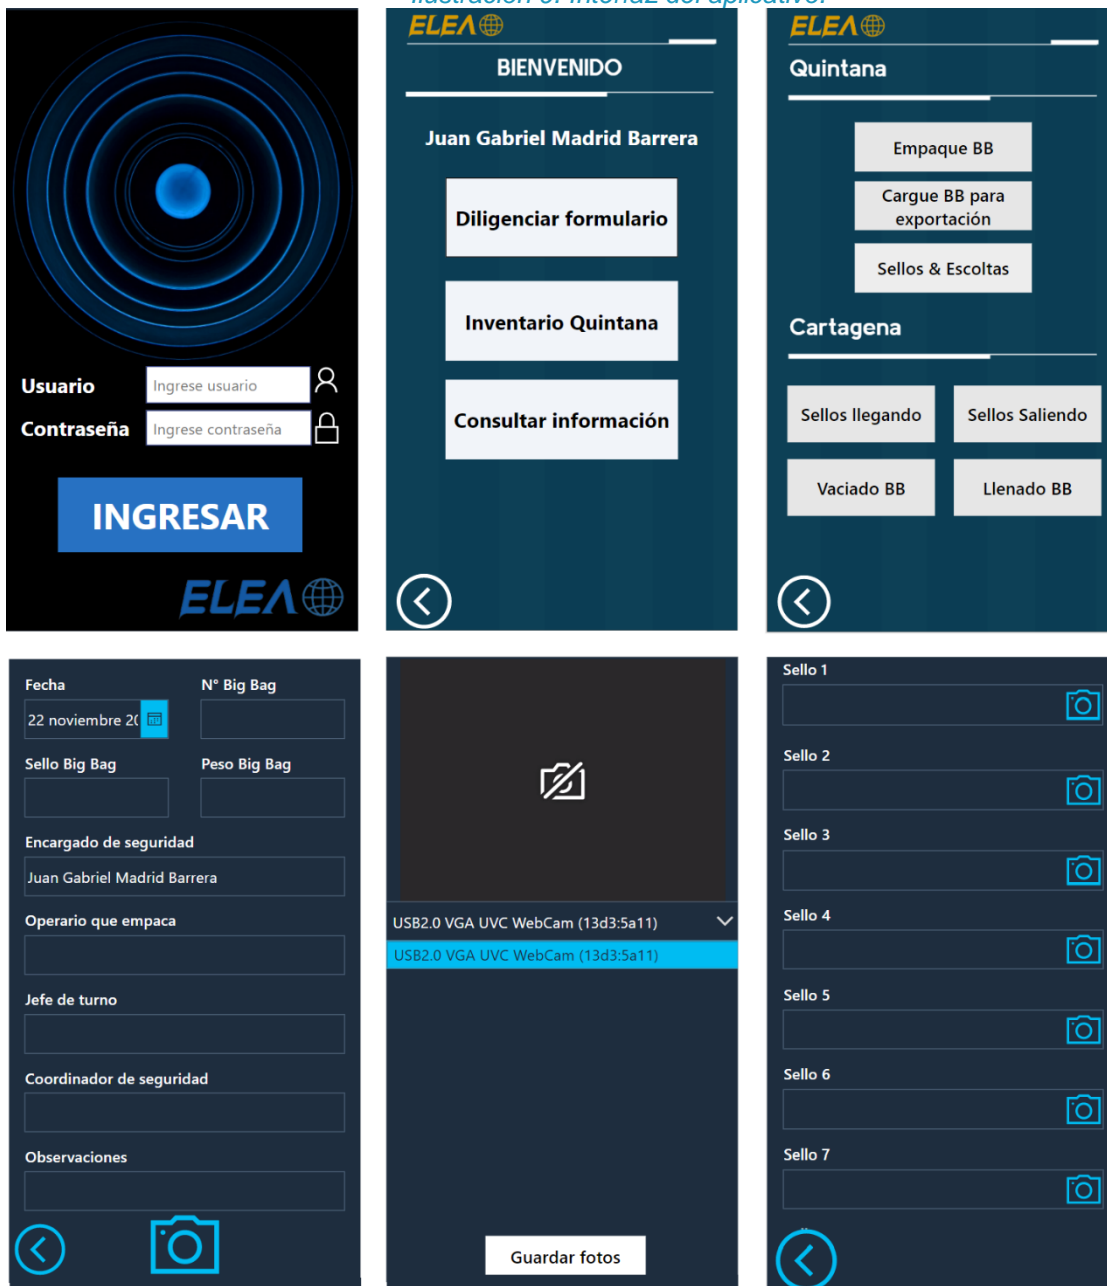 Ilustración 9. Interfaz del aplicativo.
Usuario
Ingrese usuario
Contraseña
Ingrese contraseña
INGRESAR
ELEA
ELEA
BIENVENIDO
Juan Gabriel Madrid Barrera
Diligenciar formulario
Inventario Quintana
Consultar información
ELEA
Quintana
Empaque BB
Cargue BB para
exportación
Sellos & Escoltas
Cartagena
Sellos llegando
Sellos Saliendo
Vaciado BB
Llenado BB
Fecha
N° Big Bag
22 noviembre 20
Sello Big Bag
Peso Big Bag
Encargado de seguridad
Juan Gabriel Madrid Barrera
Operario que empaca
Jefe de turno
Coordinador de seguridad
Observaciones
USB2.0 VGA UVC WebCam (13d3:5a11)
USB2.0 VGA UVC WebCam (13d3:5a11)
Guardar fotos
Sello 1
Sello 2
Sello 3
Sello 4
Sello 5
Sello 6
Sello 7